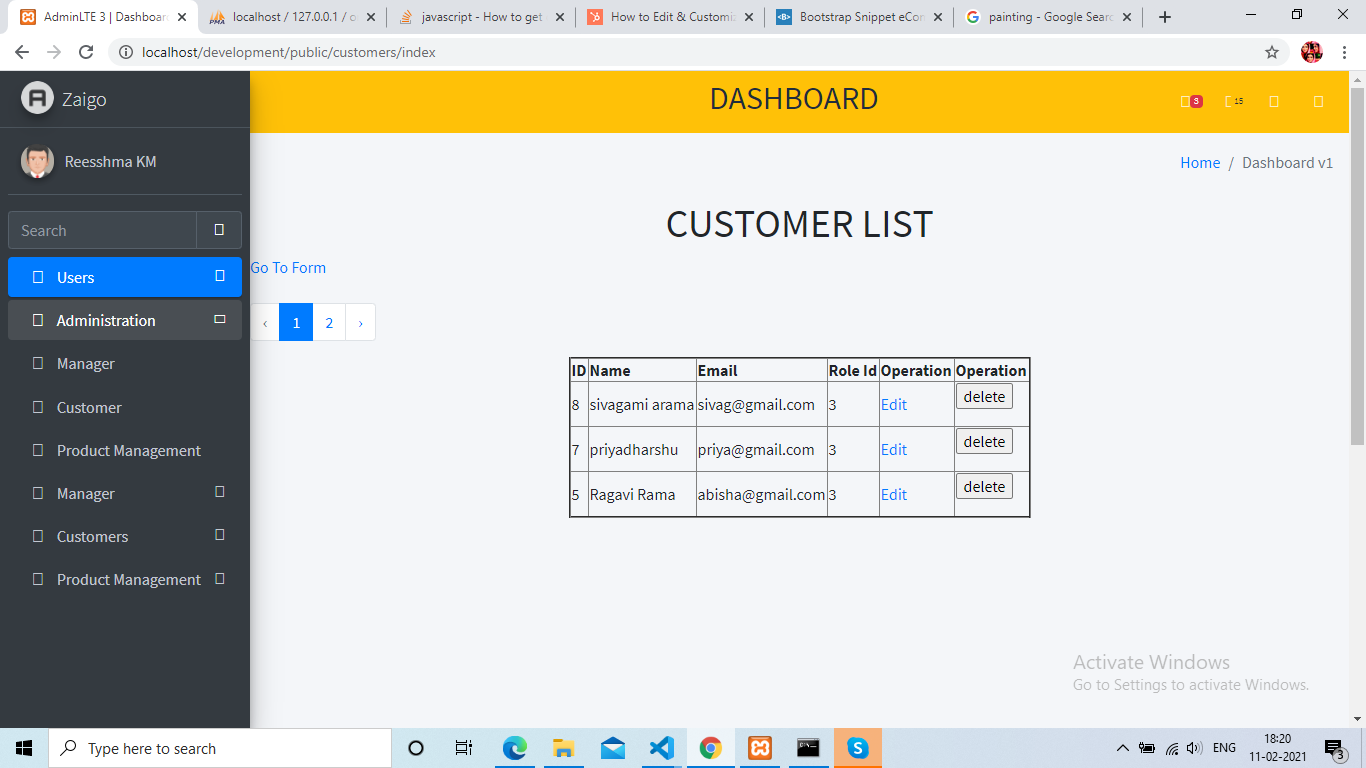 AdminLTE 3 | Dashboar
localhost / 127.0.0.1 / o
javascript - How to get
How to Edit & Customiz
Bootstrap Snippet eCom
painting - Google Searc
localhost/development/public/customers/index
Zaigo
DASHBOARD
3
15
Reesshma KM
Home / Dashboard v1
Search
CUSTOMER LIST
Users
Go To Form
Administration
‹ 1 2 ›
Manager
Customer
Product Management
Manager
Customers
Product Management
ID Name Email Role Id Operation Operation
8 sivagami arama sivag@gmail.com 3 Edit delete
7 priyadharshu priya@gmail.com 3 Edit delete
5 Ragavi Rama abisha@gmail.com 3 Edit delete
Activate Windows
Go to Settings to activate Windows.
Type here to search
ENG
18:20
11-02-2021
3